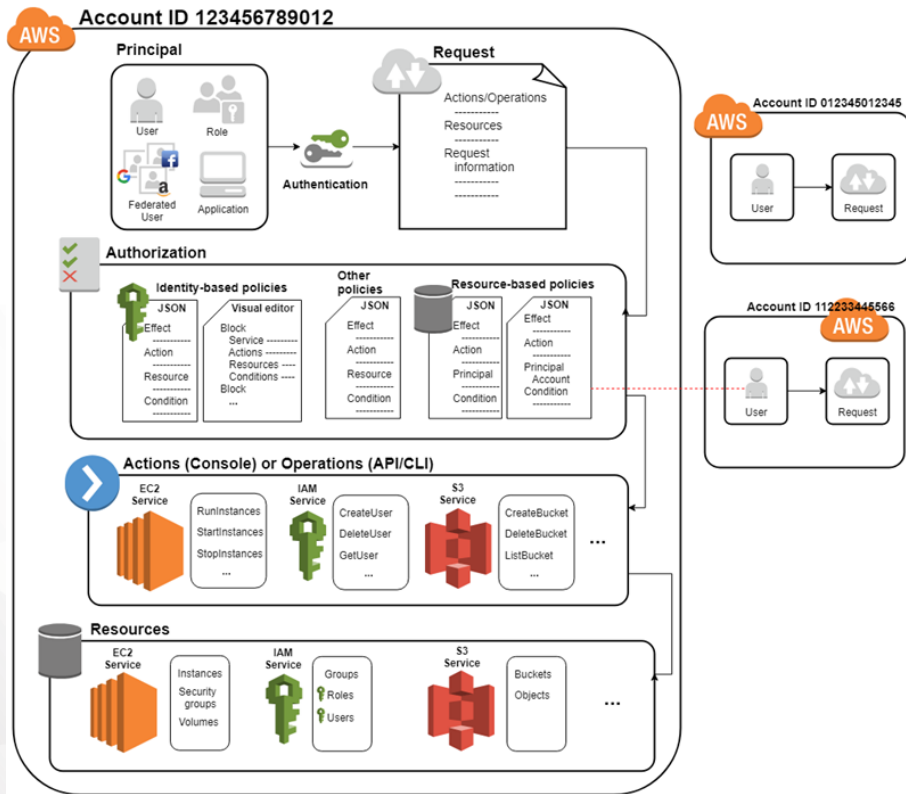 AWS
Account ID 123456789012
Principal
User
Role
G
f
a
Federated
User
Application
Authentication
Request
Actions/Operations
-----------
Resources
-----------
Request
information
-----------
-----------
Authorization
Identity-based policies
JSON
Effect
-----------
Action
-----------
Resource
-----------
Condition
-----------
Visual editor
Block
Service ---------
Actions ----------
Resources ----
Conditions ----
Block
...
Other
policies
JSON
Effect
-----------
Action
-----------
Resource
-----------
Condition
-----------
Resource-based policies
JSON
Effect
-----------
Action
-----------
Principal
-----------
Condition
-----------
JSON
Effect
-----------
Action
-----------
Principal
Account
Condition
-----------
Actions (Console) or Operations (API/CLI)
EC2
Service
RunInstances
StartInstances
StopInstances
...
IAM
Service
CreateUser
DeleteUser
GetUser
...
S3
Service
CreateBucket
DeleteBucket
ListBucket
...
...
Resources
EC2
Service
Instances
Security
groups
Volumes
IAM
Service
Groups
Roles
Users
S3
Service
Buckets
Objects
...
Account ID 012345012345
AWS
User
Request
Account ID 112233445566
AWS
User
Request